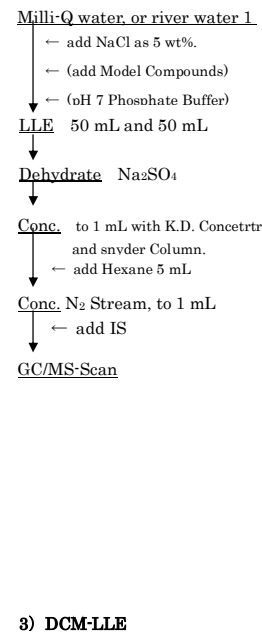 Milli-Q water, or river water 1
← add NaCl as 5 wt%.
← (add Model Compounds)
← (pH 7 Phosphate Buffer)
LLE 50 mL and 50 mL
Dehydrate Na2SO4
Conc. to 1 mL with K.D. Concetrtr
and snyder Column.
← add Hexane 5 mL
Conc. N2 Stream, to 1 mL
← add IS
GC/MS-Scan
3) DCM-LLE